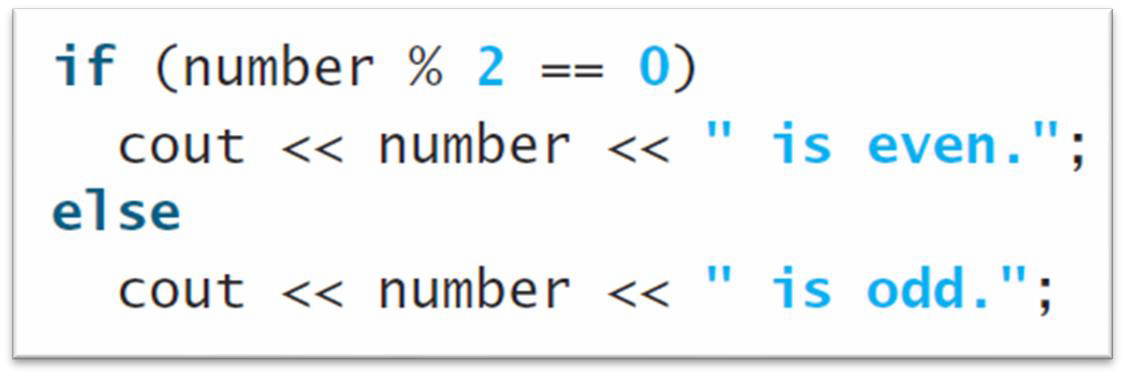 if (number % 2 == 0)
  cout << number << " is even.";
else
  cout << number << " is odd.";